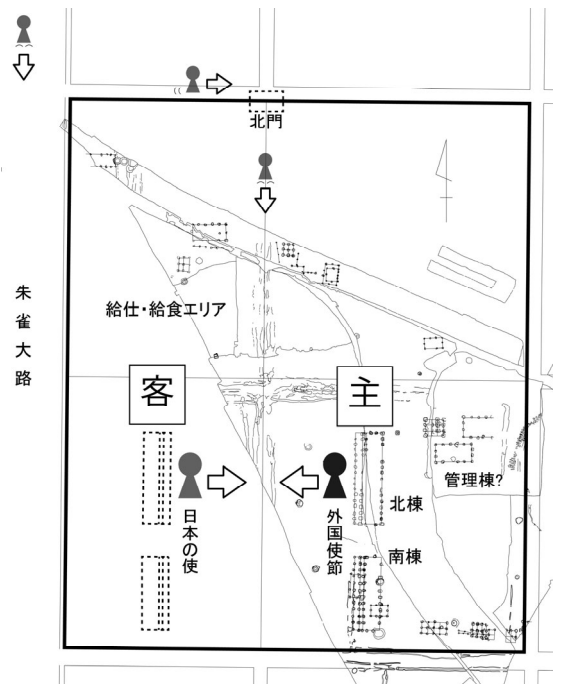 北門
給仕・給食エリア
朱雀大路
客
主
管理棟?
北棟
日本の使
外国使節
南棟